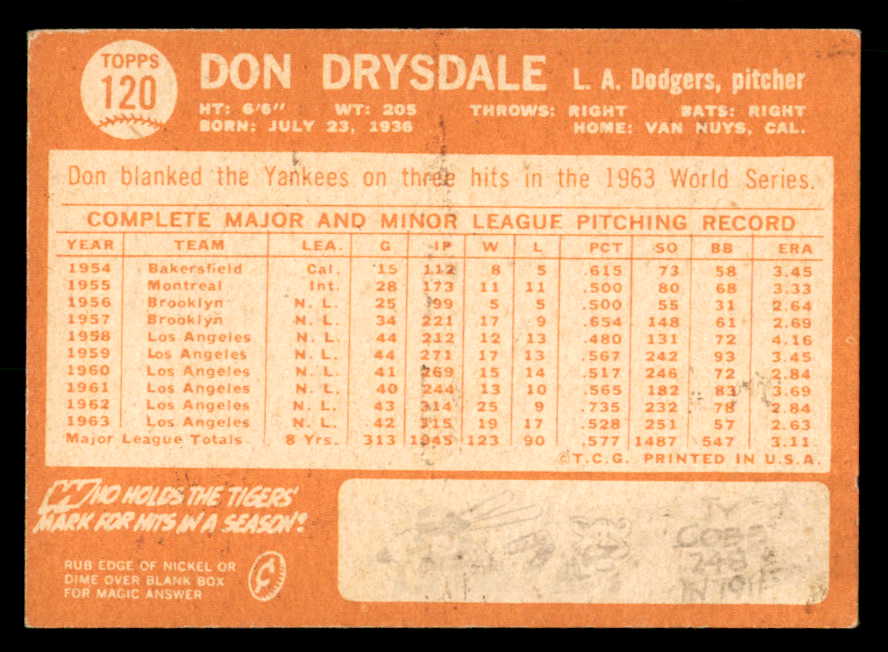 TOPPS
120
DON DRYSDALE L. A. Dodgers, pitcher
HT: 6'6" WT: 205 THROWS: RIGHT BATS: RIGHT
BORN: JULY 23, 1936 HOME: VAN NUYS, CAL.
Don blanked the Yankees on three hits in the 1963 World Series.
COMPLETE MAJOR AND MINOR LEAGUE PITCHING RECORD
YEAR TEAM LEA. G IP W L PCT SO BB ERA
1954 Bakersfield Cal. 15 112 8 5 .615 73 58 3.45
1955 Montreal Int. 28 173 11 11 .500 80 68 3.33
1956 Brooklyn N. L. 25 99 5 5 .500 55 31 2.64
1957 Brooklyn N. L. 34 221 17 9 .654 148 61 2.69
1958 Los Angeles N. L. 44 212 12 13 .480 131 72 4.16
1959 Los Angeles N. L. 44 271 17 13 .567 242 93 3.45
1960 Los Angeles N. L. 41 269 15 14 .517 246 72 2.84
1961 Los Angeles N. L. 40 244 13 10 .565 182 83 3.69
1962 Los Angeles N. L. 43 314 25 9 .735 232 78 2.84
1963 Los Angeles N. L. 42 315 19 17 .528 251 57 2.63
Major League Totals 8 Yrs. 313 1945 123 90 .577 1487 547 3.11
©T.C.G. PRINTED IN U.S.A.
WHO HOLDS THE TIGERS'
MARK FOR HITS IN A SEASON?
RUB EDGE OF NICKEL OR
DIME OVER BLANK BOX
FOR MAGIC ANSWER
TY
COBB
248
IN 1911